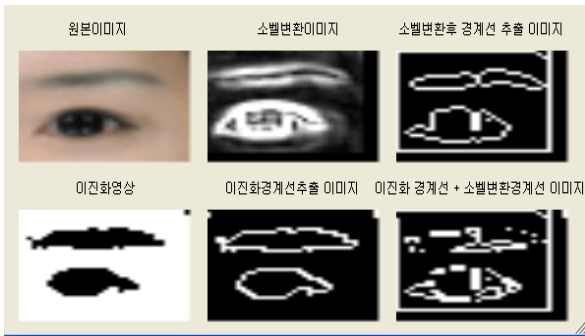 원본이미지
소벨변환이미지
소벨변환후 경계선 추출 이미지
이진화영상
이진화경계선추출 이미지
이진화 경계선 + 소벨변환경계선 이미지